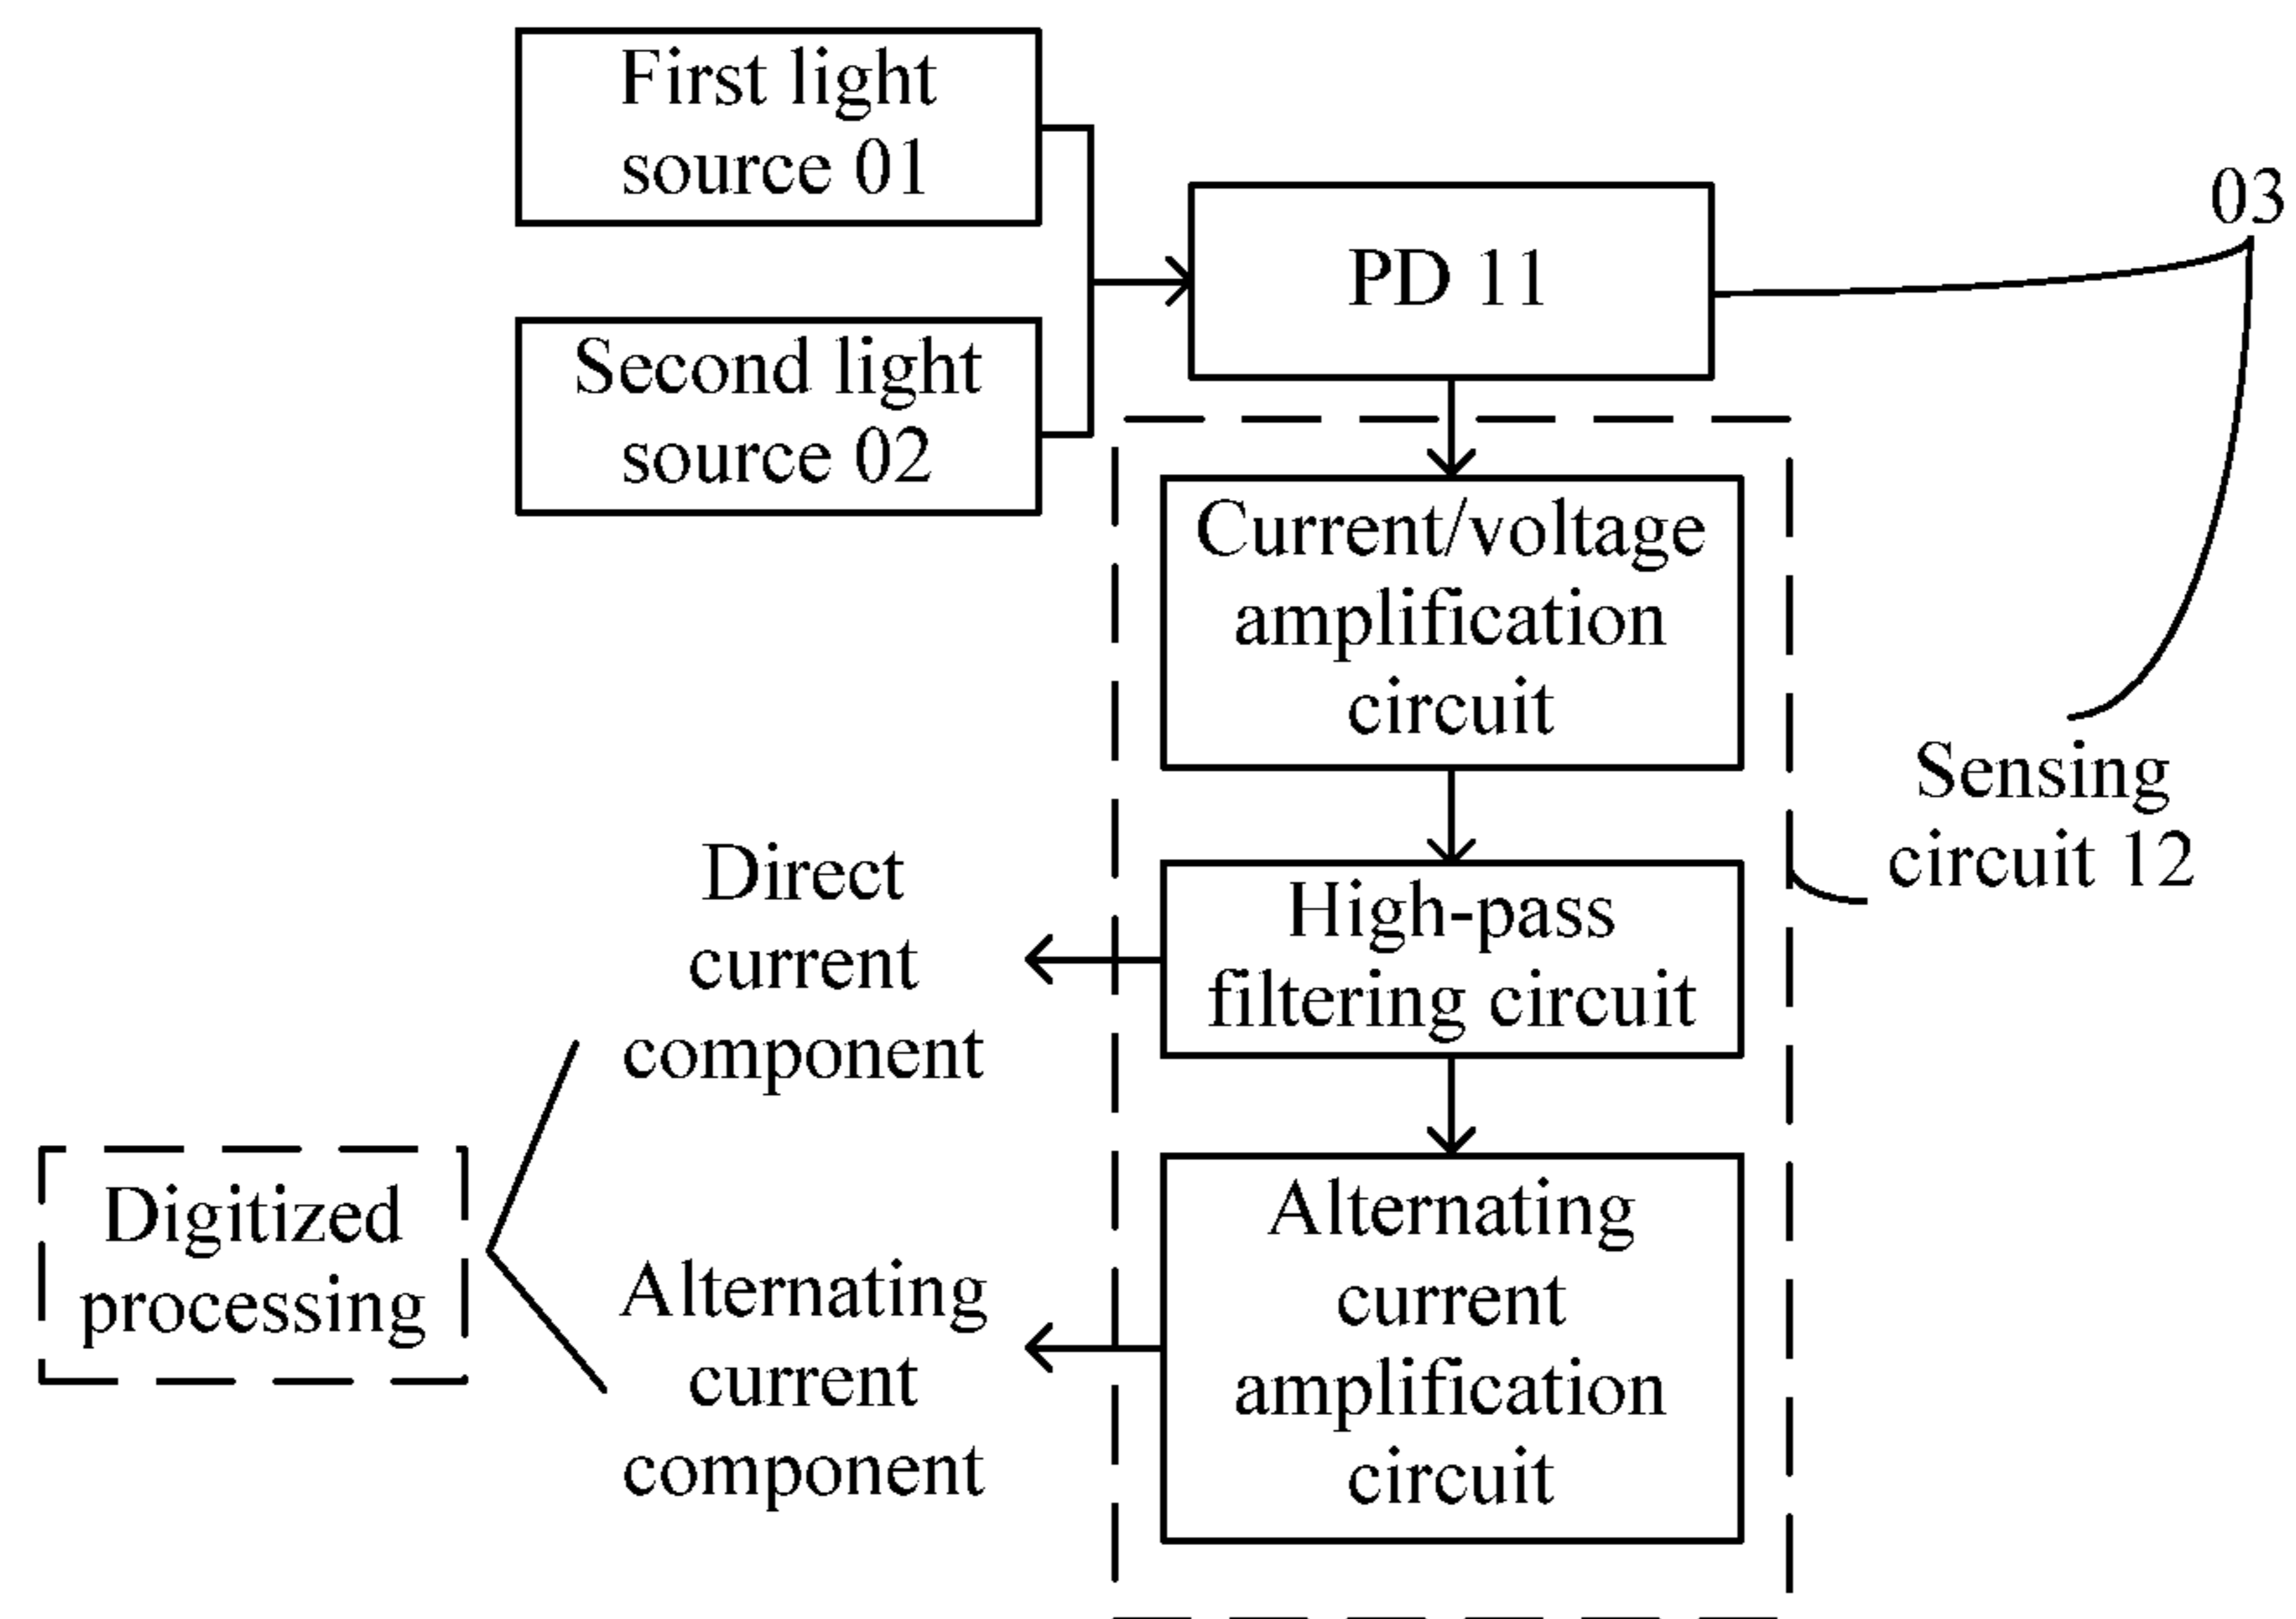 First light
source 01
Second light
source 02
PD 11
03
Current/voltage
amplification
circuit
Sensing
circuit 12
High-pass
filtering circuit
Direct
current
component
Alternating
current
amplification
circuit
Alternating
current
component
Digitized
processing